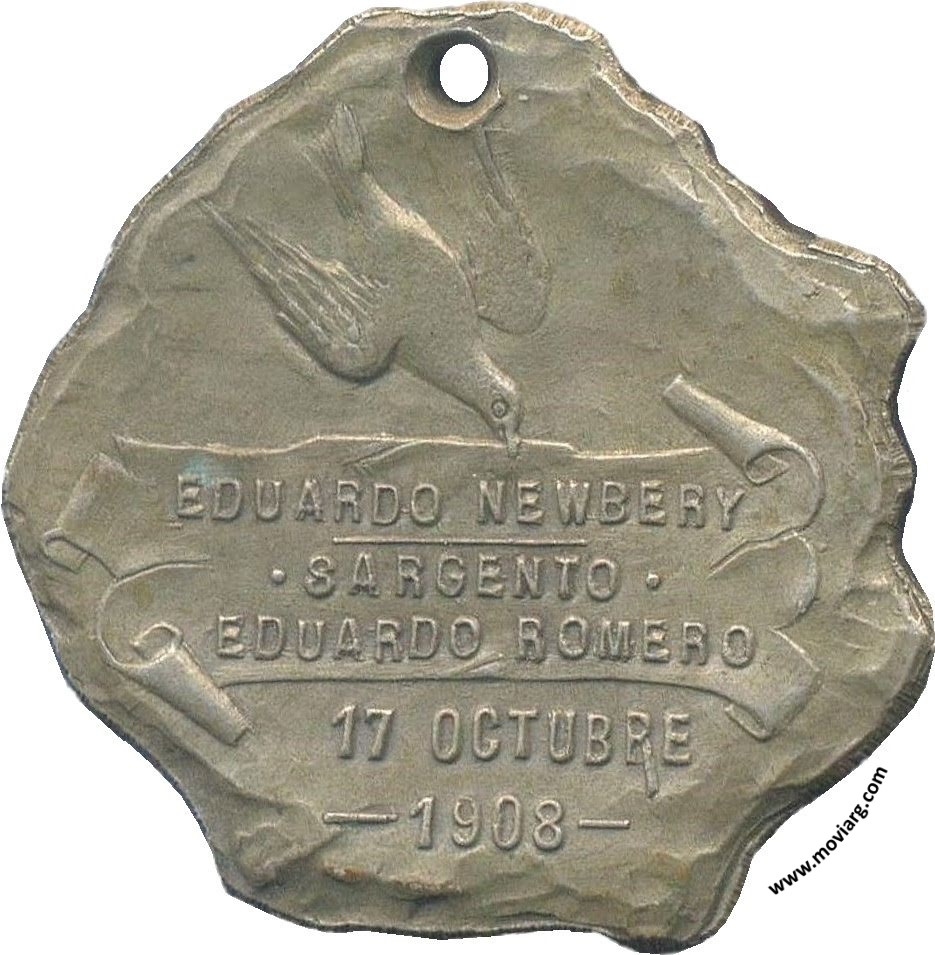 EDUARDO NEWBERY
· SARGENTO ·
EDUARDO ROMERO
17 OCTUBRE
—1908—
www.moviarg.com